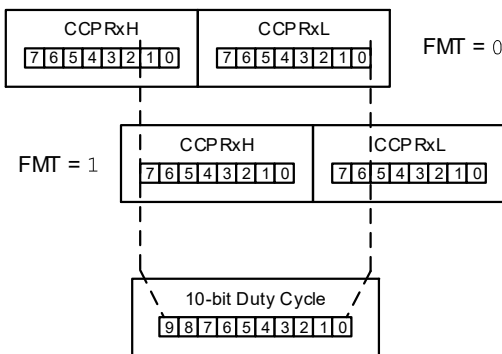 CCPRxH CCPRxL
7 6 5 4 3 2 1 0 7 6 5 4 3 2 1 0
FMT = 0
CCPRxH CCPRxL
FMT = 1
7 6 5 4 3 2 1 0 7 6 5 4 3 2 1 0
10-bit Duty Cycle
9 8 7 6 5 4 3 2 1 0